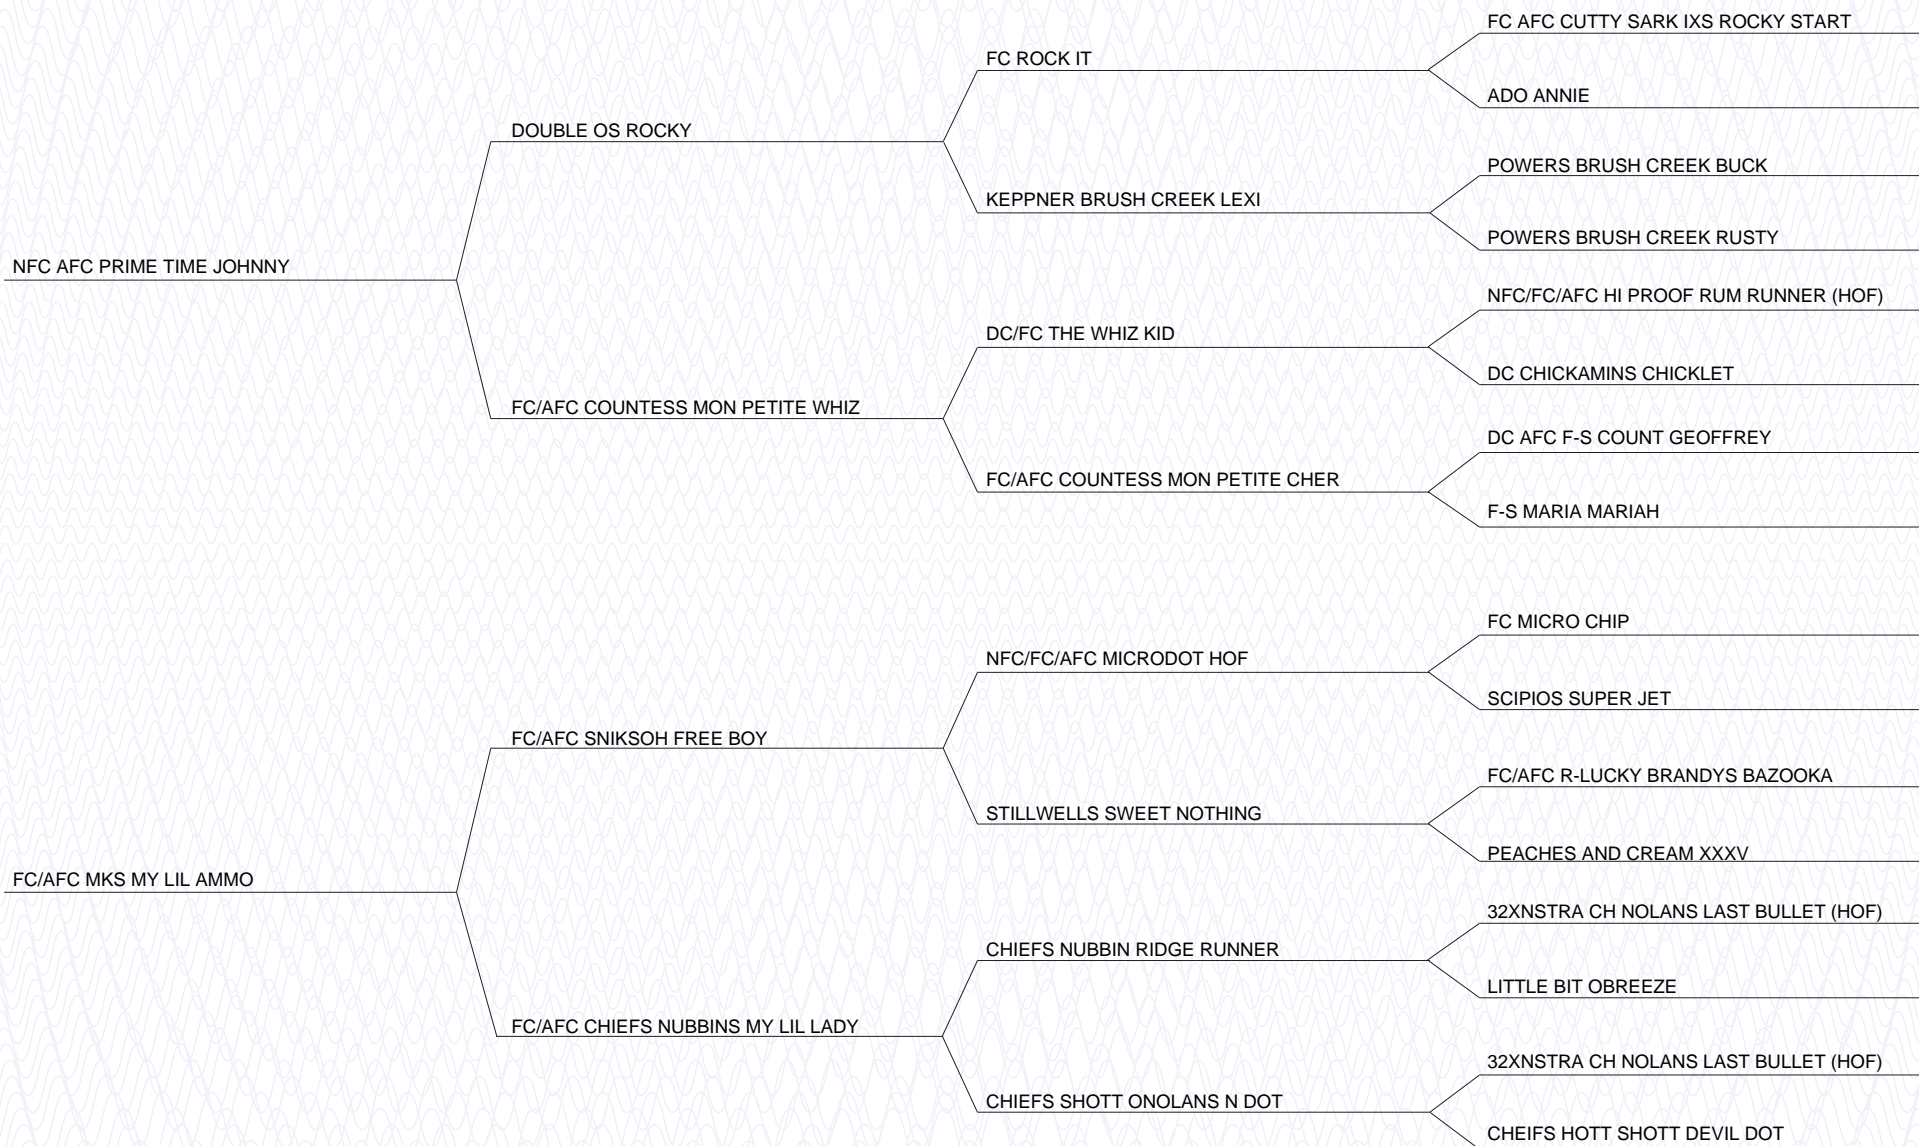 FC AFC CUTTY SARK IXS ROCKY START
FC ROCK IT
ADO ANNIE
DOUBLE OS ROCKY
POWERS BRUSH CREEK BUCK
KEPPNER BRUSH CREEK LEXI
POWERS BRUSH CREEK RUSTY
NFC AFC PRIME TIME JOHNNY
NFC/FC/AFC HI PROOF RUM RUNNER (HOF)
DC/FC THE WHIZ KID
DC CHICKAMINS CHICKLET
FC/AFC COUNTESS MON PETITE WHIZ
DC AFC F-S COUNT GEOFFREY
FC/AFC COUNTESS MON PETITE CHER
F-S MARIA MARIAH
FC MICRO CHIP
NFC/FC/AFC MICRODOT HOF
SCIPIOS SUPER JET
FC/AFC SNIKSOH FREE BOY
FC/AFC R-LUCKY BRANDYS BAZOOKA
STILLWELLS SWEET NOTHING
PEACHES AND CREAM XXXV
FC/AFC MKS MY LIL AMMO
32XNSTRA CH NOLANS LAST BULLET (HOF)
CHIEFS NUBBIN RIDGE RUNNER
LITTLE BIT OBREEZE
FC/AFC CHIEFS NUBBINS MY LIL LADY
32XNSTRA CH NOLANS LAST BULLET (HOF)
CHIEFS SHOTT ONOLANS N DOT
CHEIFS HOTT SHOTT DEVIL DOT